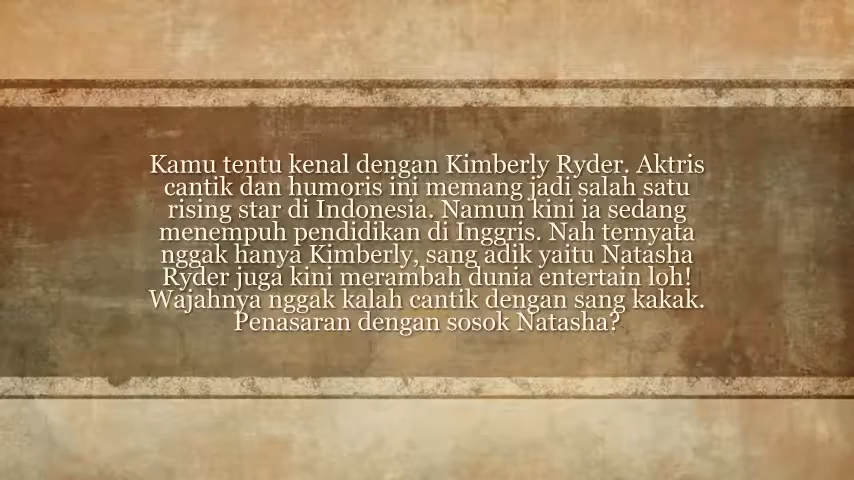 Kamu tentu kenal dengan Kimberly Ryder. Aktris
cantik dan humoris ini memang jadi salah satu
rising star di Indonesia. Namun kini ia sedang
menempuh pendidikan di Inggris. Nah ternyata
nggak hanya Kimberly, sang adik yaitu Natasha
Ryder juga kini merambah dunia entertain loh!
Wajahnya nggak kalah cantik dengan sang kakak.
Penasaran dengan sosok Natasha?